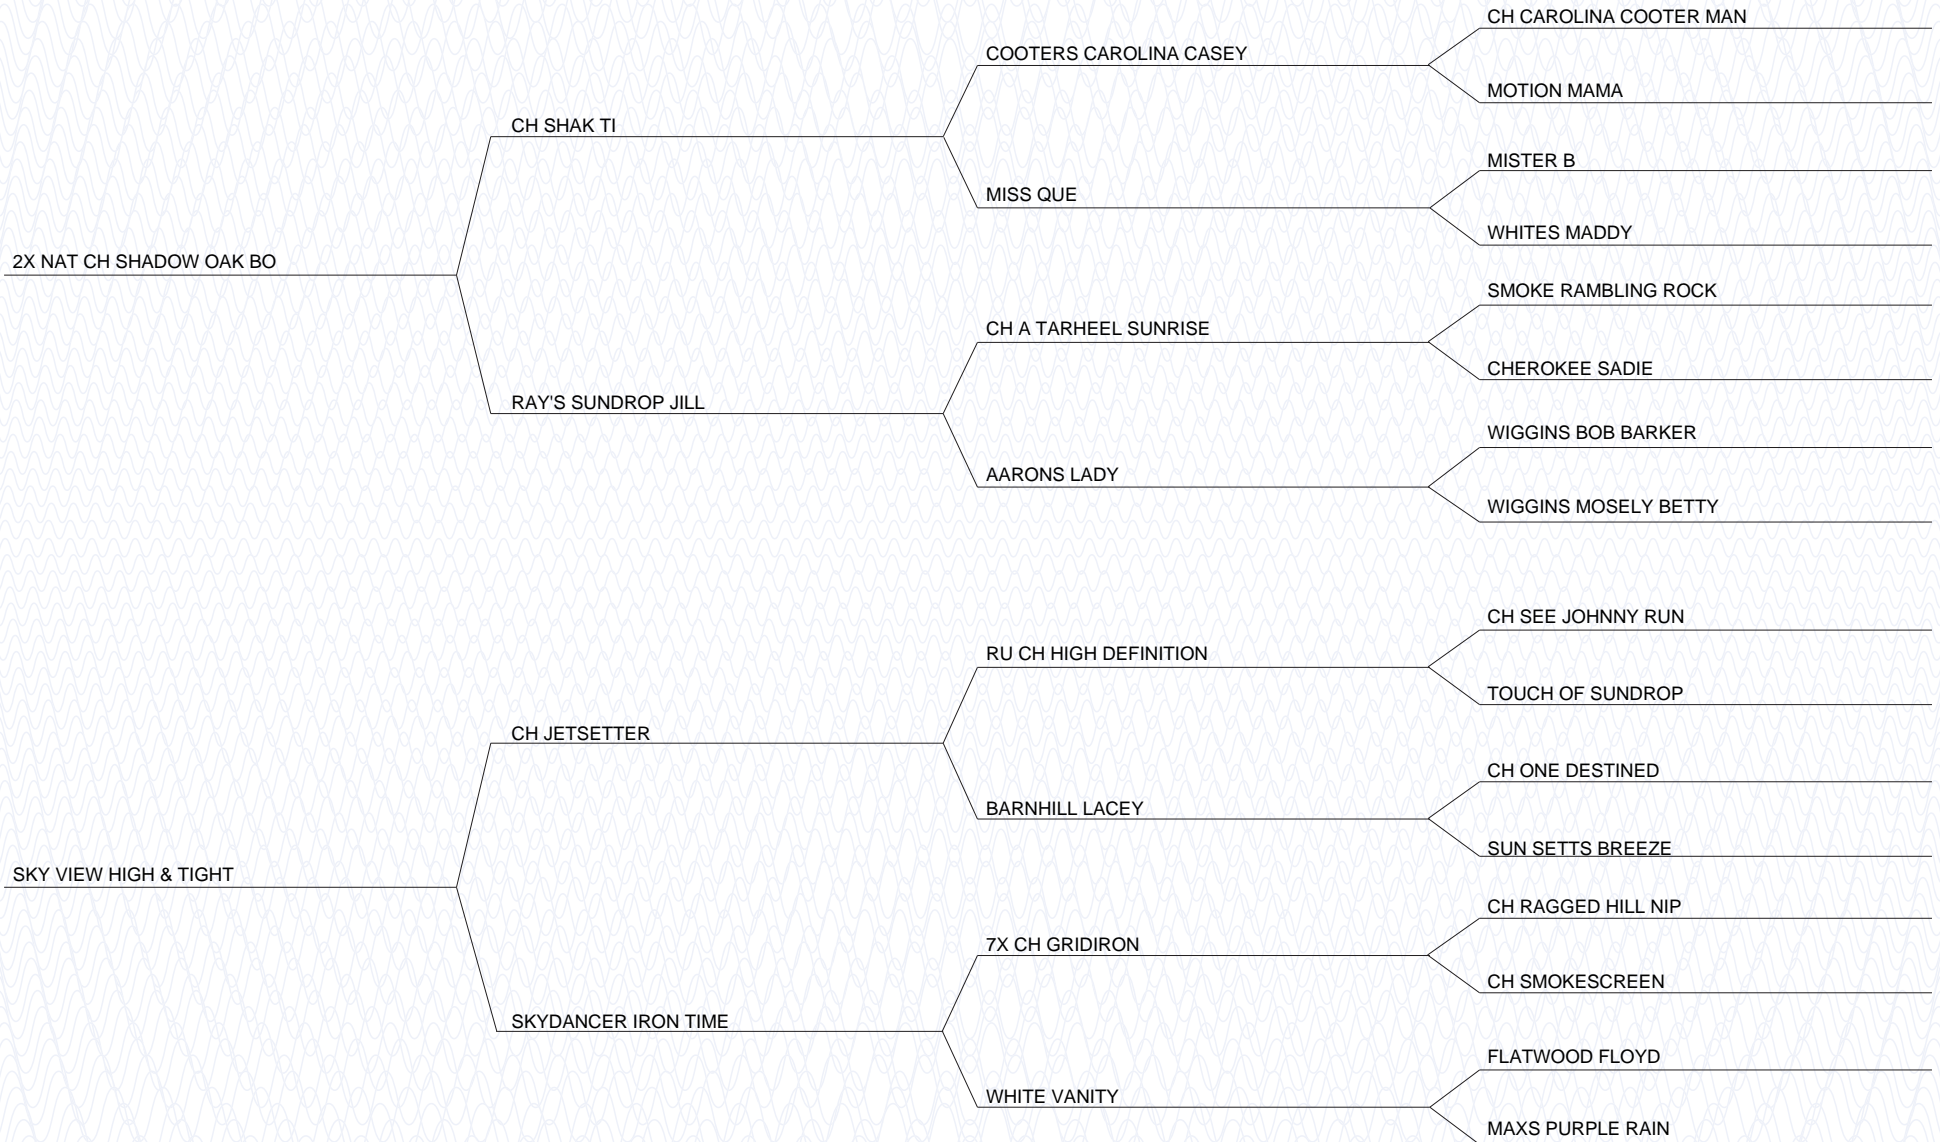 CH CAROLINA COOTER MAN
COOTERS CAROLINA CASEY
MOTION MAMA
CH SHAK TI
MISTER B
MISS QUE
WHITES MADDY
2X NAT CH SHADOW OAK BO
SMOKE RAMBLING ROCK
CH A TARHEEL SUNRISE
CHEROKEE SADIE
RAY'S SUNDROP JILL
WIGGINS BOB BARKER
AARONS LADY
WIGGINS MOSELY BETTY
CH SEE JOHNNY RUN
RU CH HIGH DEFINITION
TOUCH OF SUNDROP
CH JETSETTER
CH ONE DESTINED
BARNHILL LACEY
SUN SETTS BREEZE
SKY VIEW HIGH & TIGHT
CH RAGGED HILL NIP
7X CH GRIDIRON
CH SMOKESCREEN
SKYDANCER IRON TIME
FLATWOOD FLOYD
WHITE VANITY
MAXS PURPLE RAIN